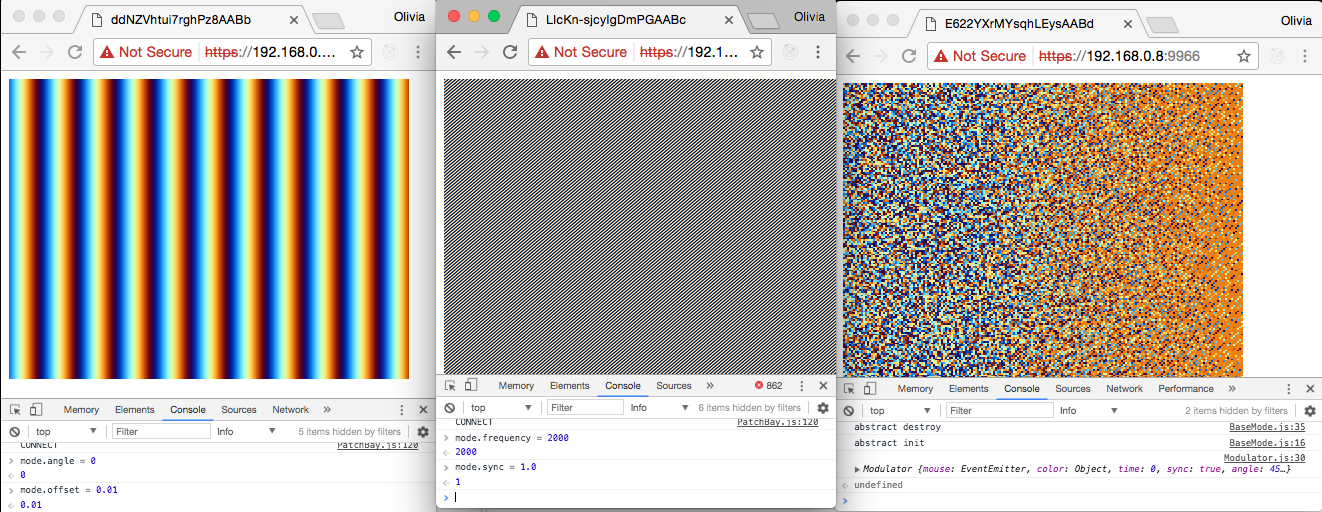 ddNZVhtui7rghPz8AABb
Olivia
Not Secure https://192.168.0....
Memory Elements Console Sources Network »
top Filter Info 5 items hidden by filters
CONNECT PatchBay.js:120
mode.angle = 0
0
mode.offset = 0.01
0.01
LIcKn-sjcyIgDmPGAABc
Olivia
Not Secure https://192.1...
Memory Elements Console Sources » 862
top Filter Info 6 items hidden by filters
CONNECT PatchBay.js:120
mode.frequency = 2000
2000
mode.sync = 1.0
1
E622YXrMYsqhLEysAABd
Olivia
Not Secure https://192.168.0.8:9966
Memory Elements Console Sources Network Performance »
top Filter Info 2 items hidden by filters
abstract destroy BaseMode.js:35
abstract init BaseMode.js:16
Modulator.js:30
Modulator {mouse: EventEmitter, color: Object, time: 0, sync: true, angle: 45…}
undefined